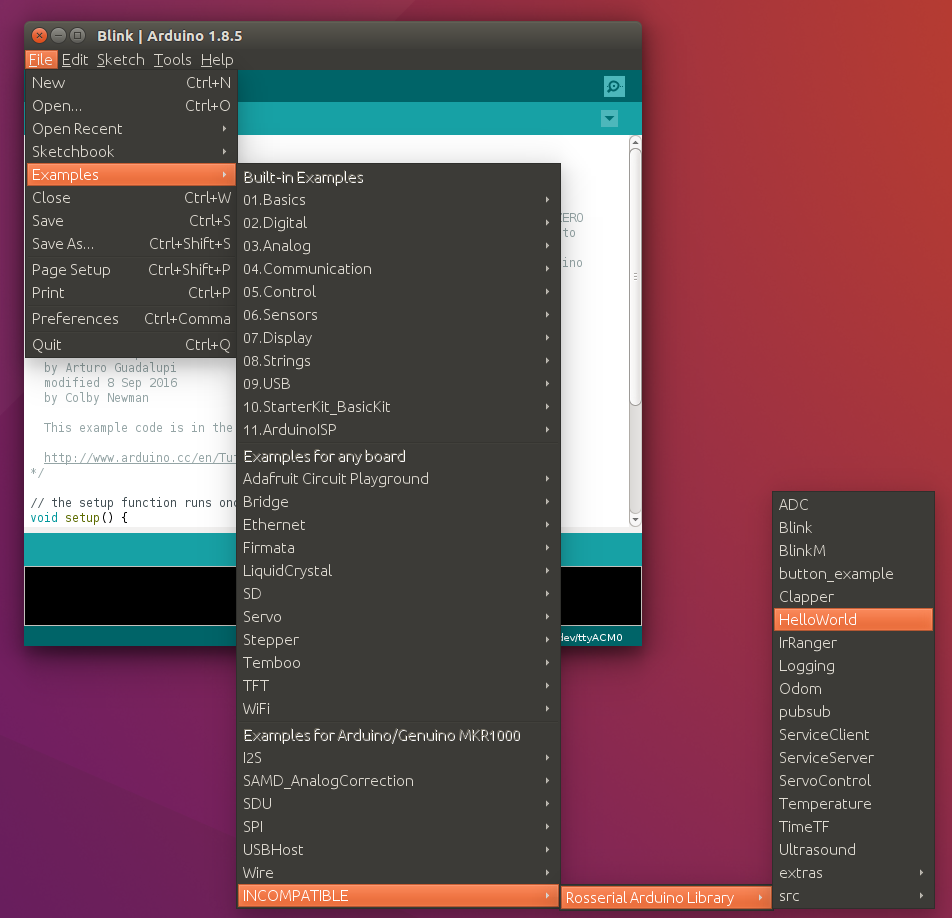 Blink | Arduino 1.8.5
File Edit Sketch Tools Help
New Ctrl+N
Open... Ctrl+O
Open Recent
Sketchbook
Examples
Close Ctrl+W
Save Ctrl+S
Save As... Ctrl+Shift+S
Page Setup Ctrl+Shift+P
Print Ctrl+P
Preferences Ctrl+Comma
Quit Ctrl+Q
Built-in Examples
01.Basics
02.Digital
03.Analog
04.Communication
05.Control
06.Sensors
07.Display
08.Strings
09.USB
10.StarterKit_BasicKit
11.ArduinoISP
Examples for any board
Adafruit Circuit Playground
Bridge
Ethernet
Firmata
LiquidCrystal
SD
Servo
Stepper
Temboo
TFT
WiFi
Examples for Arduino/Genuino MKR1000
I2S
SAMD_AnalogCorrection
SDU
SPI
USBHost
Wire
INCOMPATIBLE
Rosserial Arduino Library
ADC
Blink
BlinkM
button_example
Clapper
HelloWorld
IrRanger
Logging
Odom
pubsub
ServiceClient
ServiceServer
ServoControl
Temperature
TimeTF
Ultrasound
extras
src
to
by Arturo Guadalupi
modified 8 Sep 2016
by Colby Newman
This example code is in the
http://www.arduino.cc/en/Tu
*/
// the setup function runs on
void setup() {
dev/ttyACM0